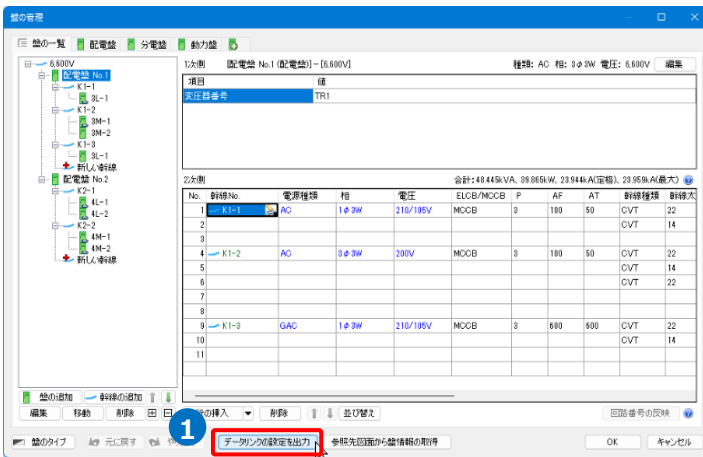 盤の管理
盤の一覧 配電盤 分電盤 動力盤
6,600V
配電盤 No.1
K1-1
3L-1
K1-2
3M-1
3M-2
K1-3
3L-1
新しい幹線
配電盤 No.2
K2-1
4L-1
4L-2
K2-2
4M-1
4M-2
新しい幹線
1次側 [配電盤 No.1 (配電盤)]－[6,600V] 種類: AC 相: 3φ3W 電圧: 6,600V 編集
項目 値
変圧器番号 TR1
2次側 合計:48.445kVA、39.865kW、23.944kA(定格)、23.959kA(最大)
No. 幹線No. 電源種類 相 電圧 ELCB/MCCB P AF AT 幹線種類 幹線太
1 K1-1 AC 1φ3W 210/105V MCCB 3 100 50 CVT 22
2 CVT 14
3
4 K1-2 AC 3φ3W 200V MCCB 3 100 50 CVT 22
5 CVT 14
6 CVT 22
7
8
9 K1-3 GAC 1φ3W 210/105V MCCB 3 600 500 CVT 22
10 CVT 14
11
盤の追加 幹線の追加
編集 移動 削除 の挿入 削除 並び替え 回路番号の反映
盤のタイプ 元に戻す や 1 データリンクの設定を出力 参照先図面から盤情報の取得 OK キャンセル